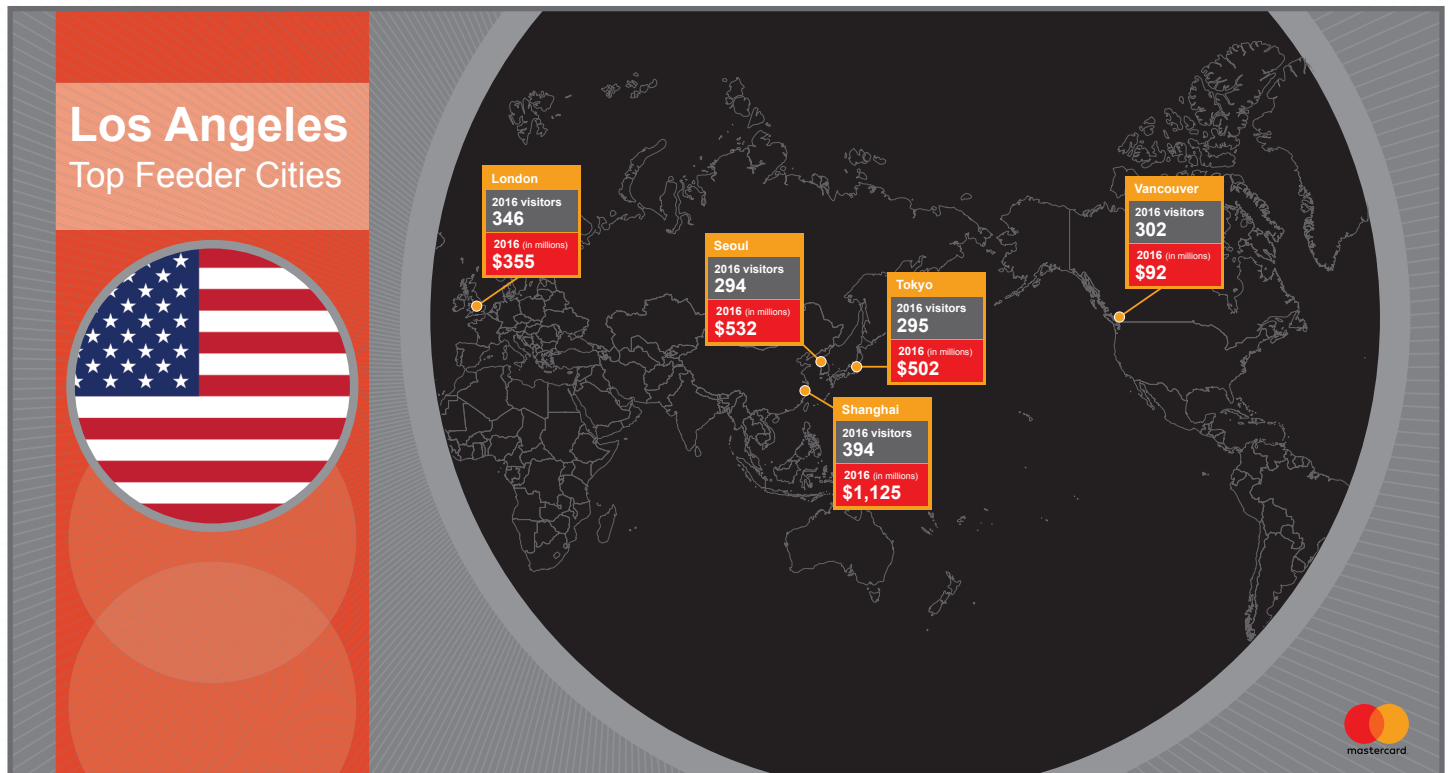 Los Angeles
Top Feeder Cities
London
2016 visitors
346
2016 (in millions)
$355
Seoul
2016 visitors
294
2016 (in millions)
$532
Tokyo
2016 visitors
295
2016 (in millions)
$502
Shanghai
2016 visitors
394
2016 (in millions)
$1,125
Vancouver
2016 visitors
302
2016 (in millions)
$92
mastercard